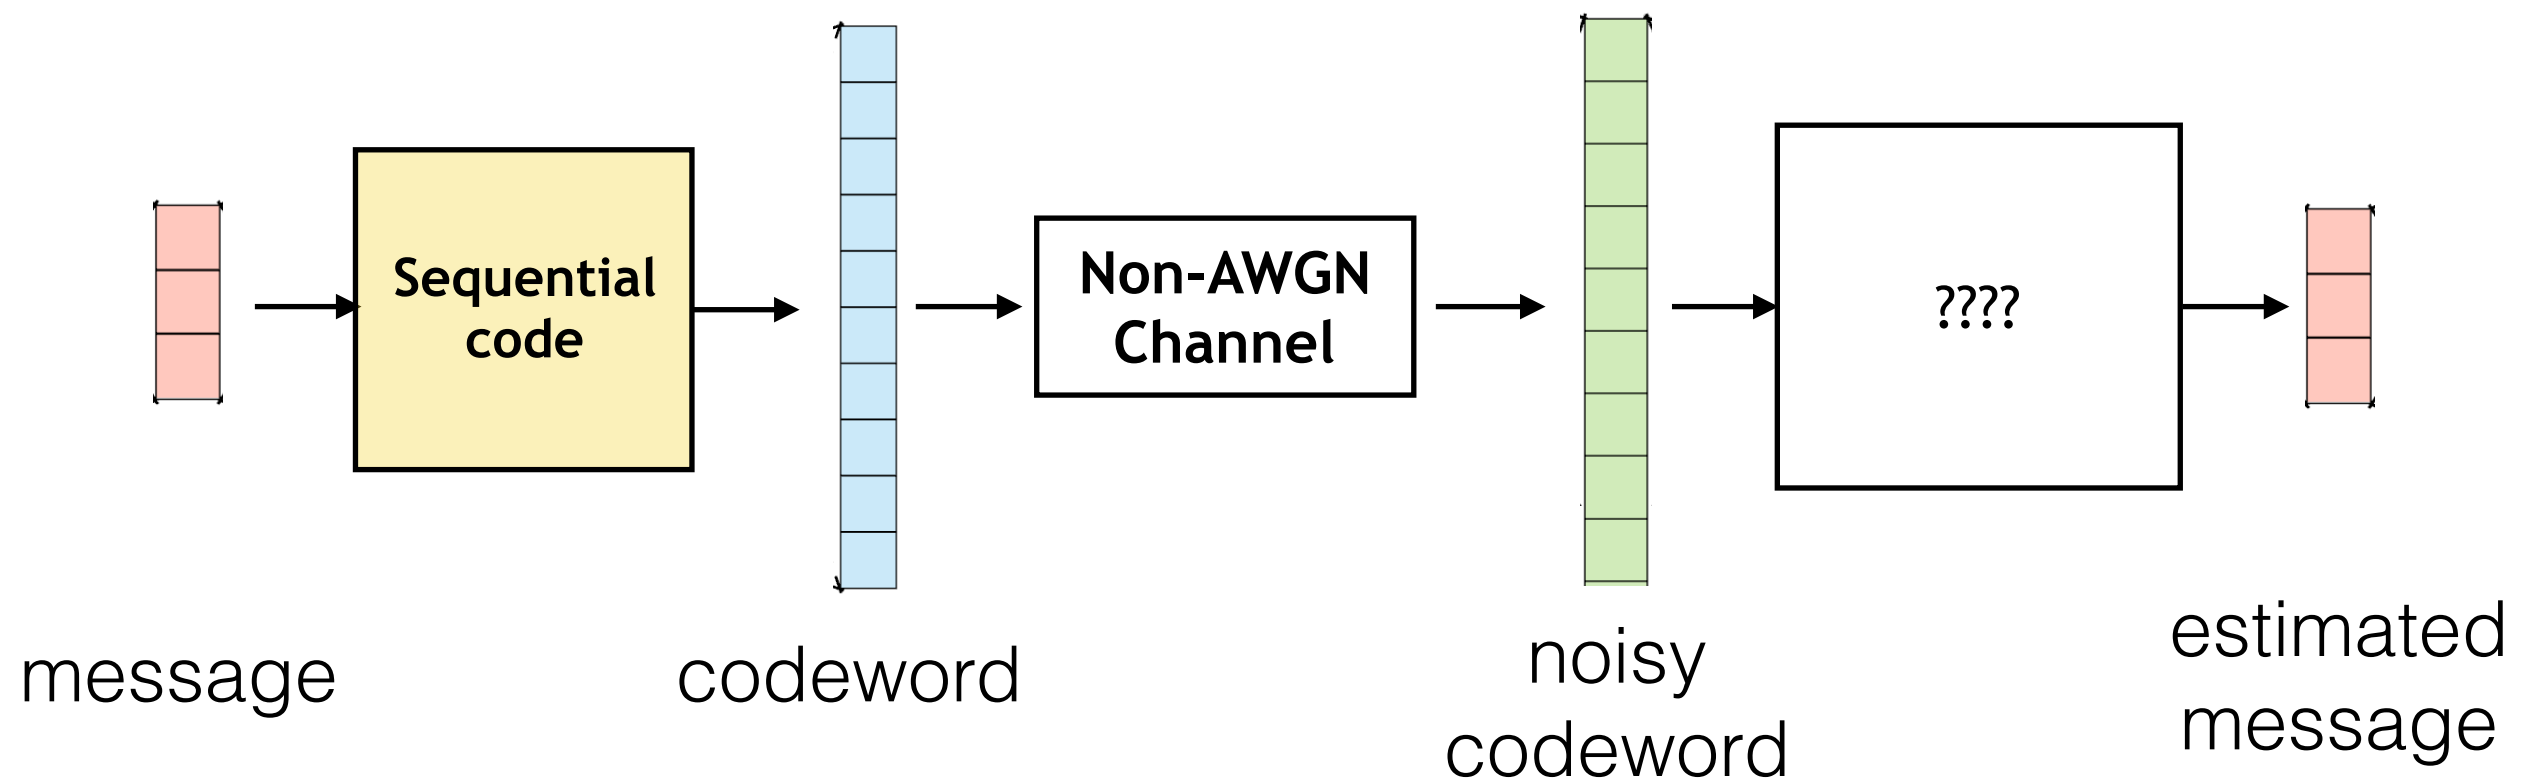 Sequential
code
Non-AWGN
Channel
????
message
codeword
noisy
codeword
estimated
message